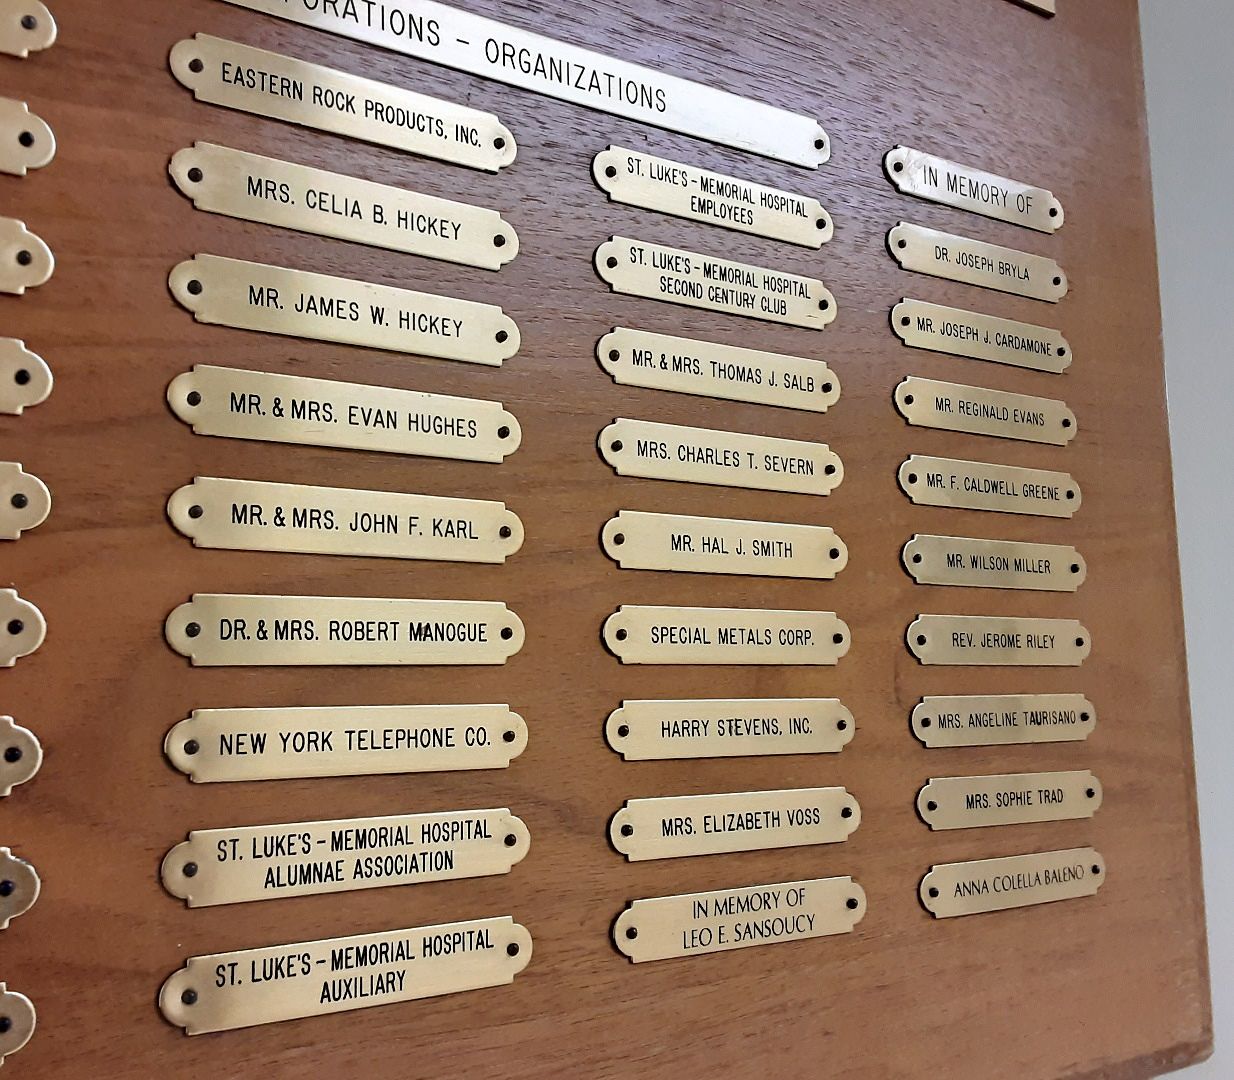 ORATIONS - ORGANIZATIONS
EASTERN ROCK PRODUCTS, INC.
MRS. CELIA B. HICKEY
MR. JAMES W. HICKEY
MR. & MRS. EVAN HUGHES
MR. & MRS. JOHN F. KARL
DR. & MRS. ROBERT MANOGUE
NEW YORK TELEPHONE CO.
ST. LUKE'S - MEMORIAL HOSPITAL
ALUMNAE ASSOCIATION
ST. LUKE'S - MEMORIAL HOSPITAL
AUXILIARY
ST. LUKE'S - MEMORIAL HOSPITAL
EMPLOYEES
ST. LUKE'S - MEMORIAL HOSPITAL
SECOND CENTURY CLUB
MR. & MRS. THOMAS J. SALB
MRS. CHARLES T. SEVERN
MR. HAL J. SMITH
SPECIAL METALS CORP.
HARRY STEVENS, INC.
MRS. ELIZABETH VOSS
IN MEMORY OF
LEO E. SANSOUCY
IN MEMORY OF
DR. JOSEPH BRYLA
MR. JOSEPH J. CARDAMONE
MR. REGINALD EVANS
MR. F. CALDWELL GREENE
MR. WILSON MILLER
REV. JEROME RILEY
MRS. ANGELINE TAURISANO
MRS. SOPHIE TRAD
ANNA COLELLA BALENO